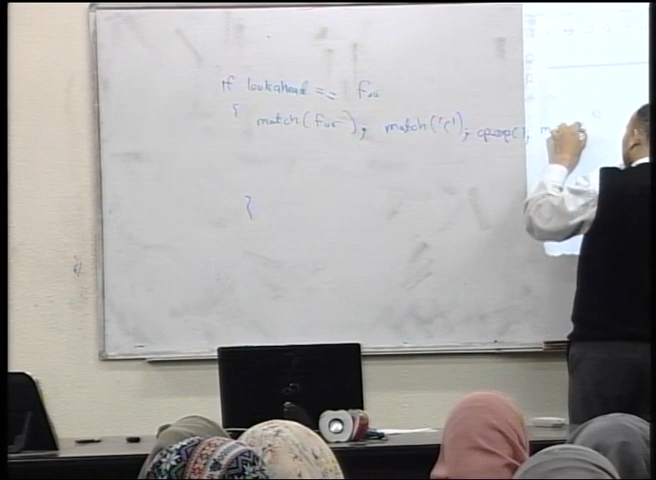 if lookahead == for
{
match(for); match('('); opexp(); m
}